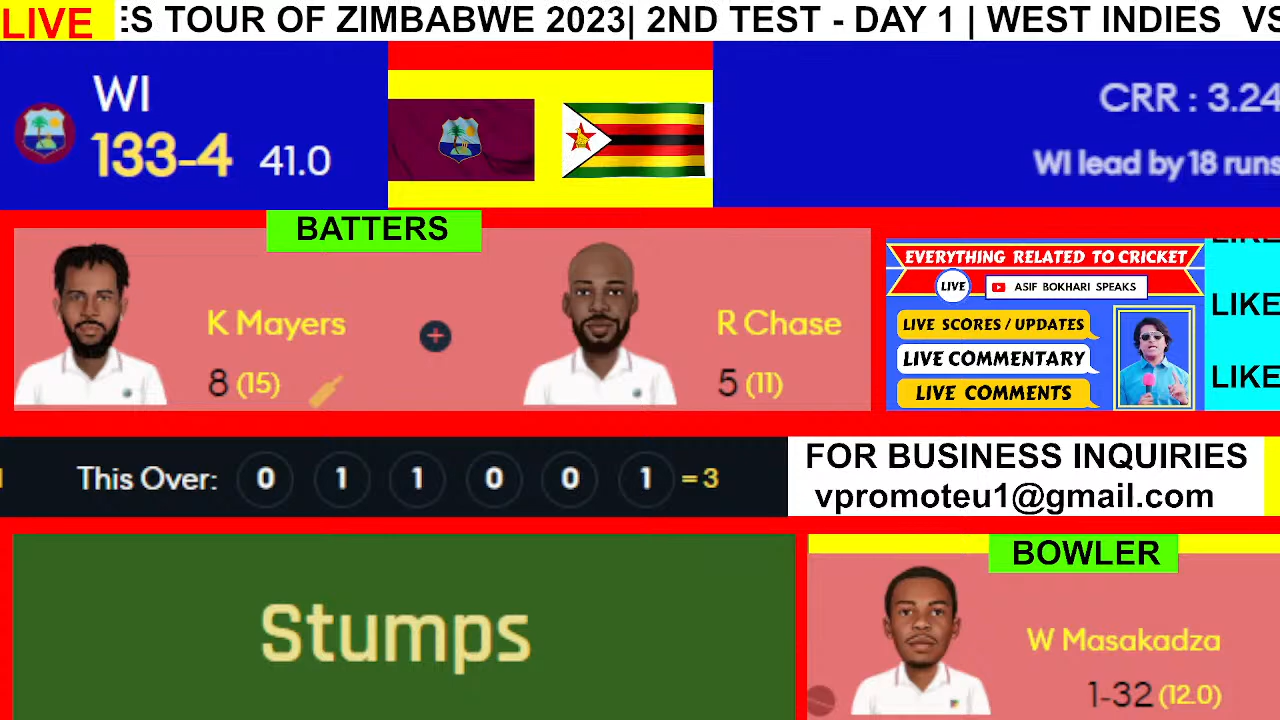 LIVE
ES TOUR OF ZIMBABWE 2023| 2ND TEST - DAY 1 | WEST INDIES VS
WI
133-4 41.0
CRR : 3.24
WI lead by 18 runs
BATTERS
K Mayers
8 (15)
R Chase
5 (11)
EVERYTHING RELATED TO CRICKET
LIVE ASIF BOKHARI SPEAKS
LIVE SCORES / UPDATES
LIVE COMMENTARY
LIVE COMMENTS
LIKE
LIKE
LIKE
This Over: 0 1 1 0 0 1 = 3
FOR BUSINESS INQUIRIES
vpromoteu1@gmail.com
Stumps
BOWLER
W Masakadza
1-32 (12.0)